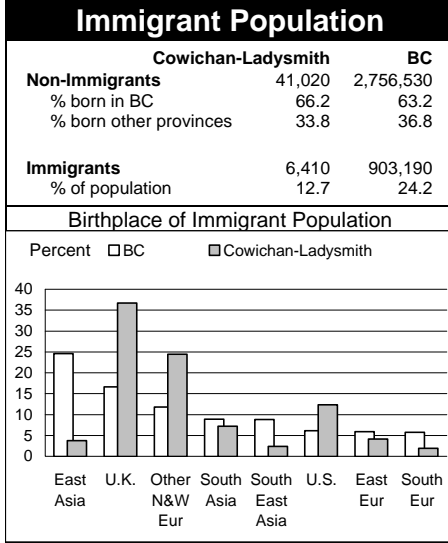 Immigrant Population
Cowichan-Ladysmith BC
Non-Immigrants 41,020 2,756,530
% born in BC 66.2 63.2
% born other provinces 33.8 36.8
Immigrants 6,410 903,190
% of population 12.7 24.2
Birthplace of Immigrant Population
Percent BC Cowichan-Ladysmith
40
35
30
25
20
15
10
5
0
East U.K. Other South South U.S. East South
Asia N&W Asia East Eur Eur
Eur Asia